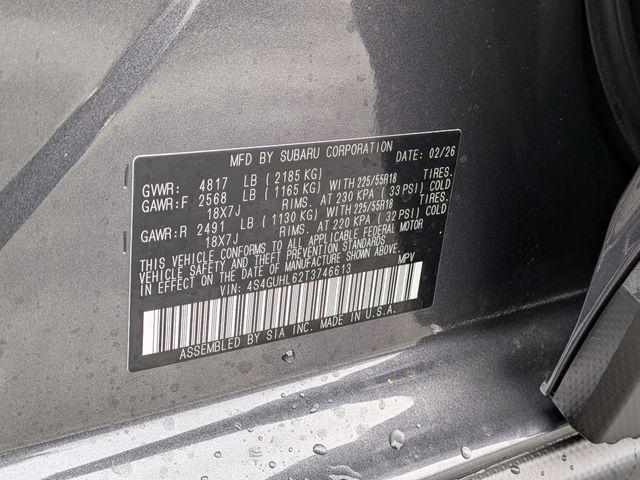 MFD BY SUBARU CORPORATION DATE: 02/26
GVWR: 4817 LB ( 2185 KG)
GAWR:F 2568 LB ( 1165 KG) WITH 225/55R18 TIRES.
18X7J RIMS. AT 230 KPA ( 33 PSI) COLD
GAWR:R 2491 LB ( 1130 KG) WITH 225/55R18 TIRES.
18X7J RIMS. AT 220 KPA ( 32 PSI) COLD
THIS VEHICLE CONFORMS TO ALL APPLICABLE FEDERAL MOTOR
VEHICLE SAFETY AND THEFT PREVENTION STANDARDS
IN EFFECT ON THE DATE OF MANUFACTURE SHOWN ABOVE.
VIN: 4S4GUHL62T3746613 MPV
ASSEMBLED BY SIA INC. MADE IN U.S.A.